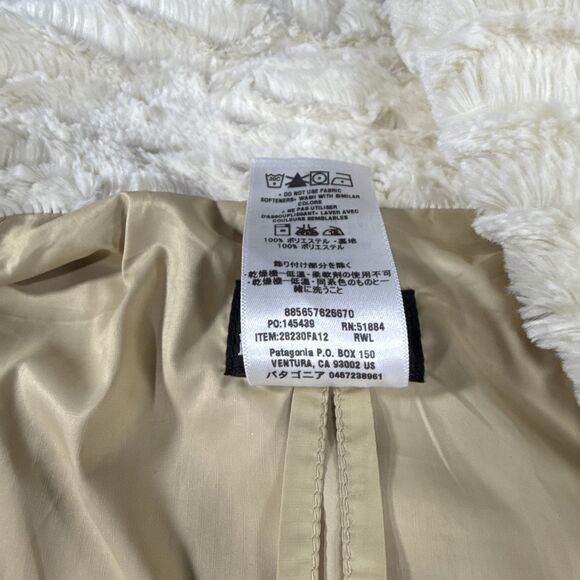 • DO NOT USE FABRIC
SOFTENERS• WASH WITH SIMILAR
COLORS
• NE PAS UTILISER
D'ASSOUPLISSANT• LAVER AVEC
COULEURS SEMBLABLES
100% ポリエステル・裏地
100% ポリエステル
飾り付け部分を除く
・乾燥機ー低温・柔軟剤の使用不可
・乾燥機ー低温・同系色のものと一
緒に洗うこと
885657626670
PO:145439 RN:51884
ITEM:28230FA12 RWL
Patagonia P.O. BOX 150
VENTURA, CA 93002 US
パタゴニア 0467238961